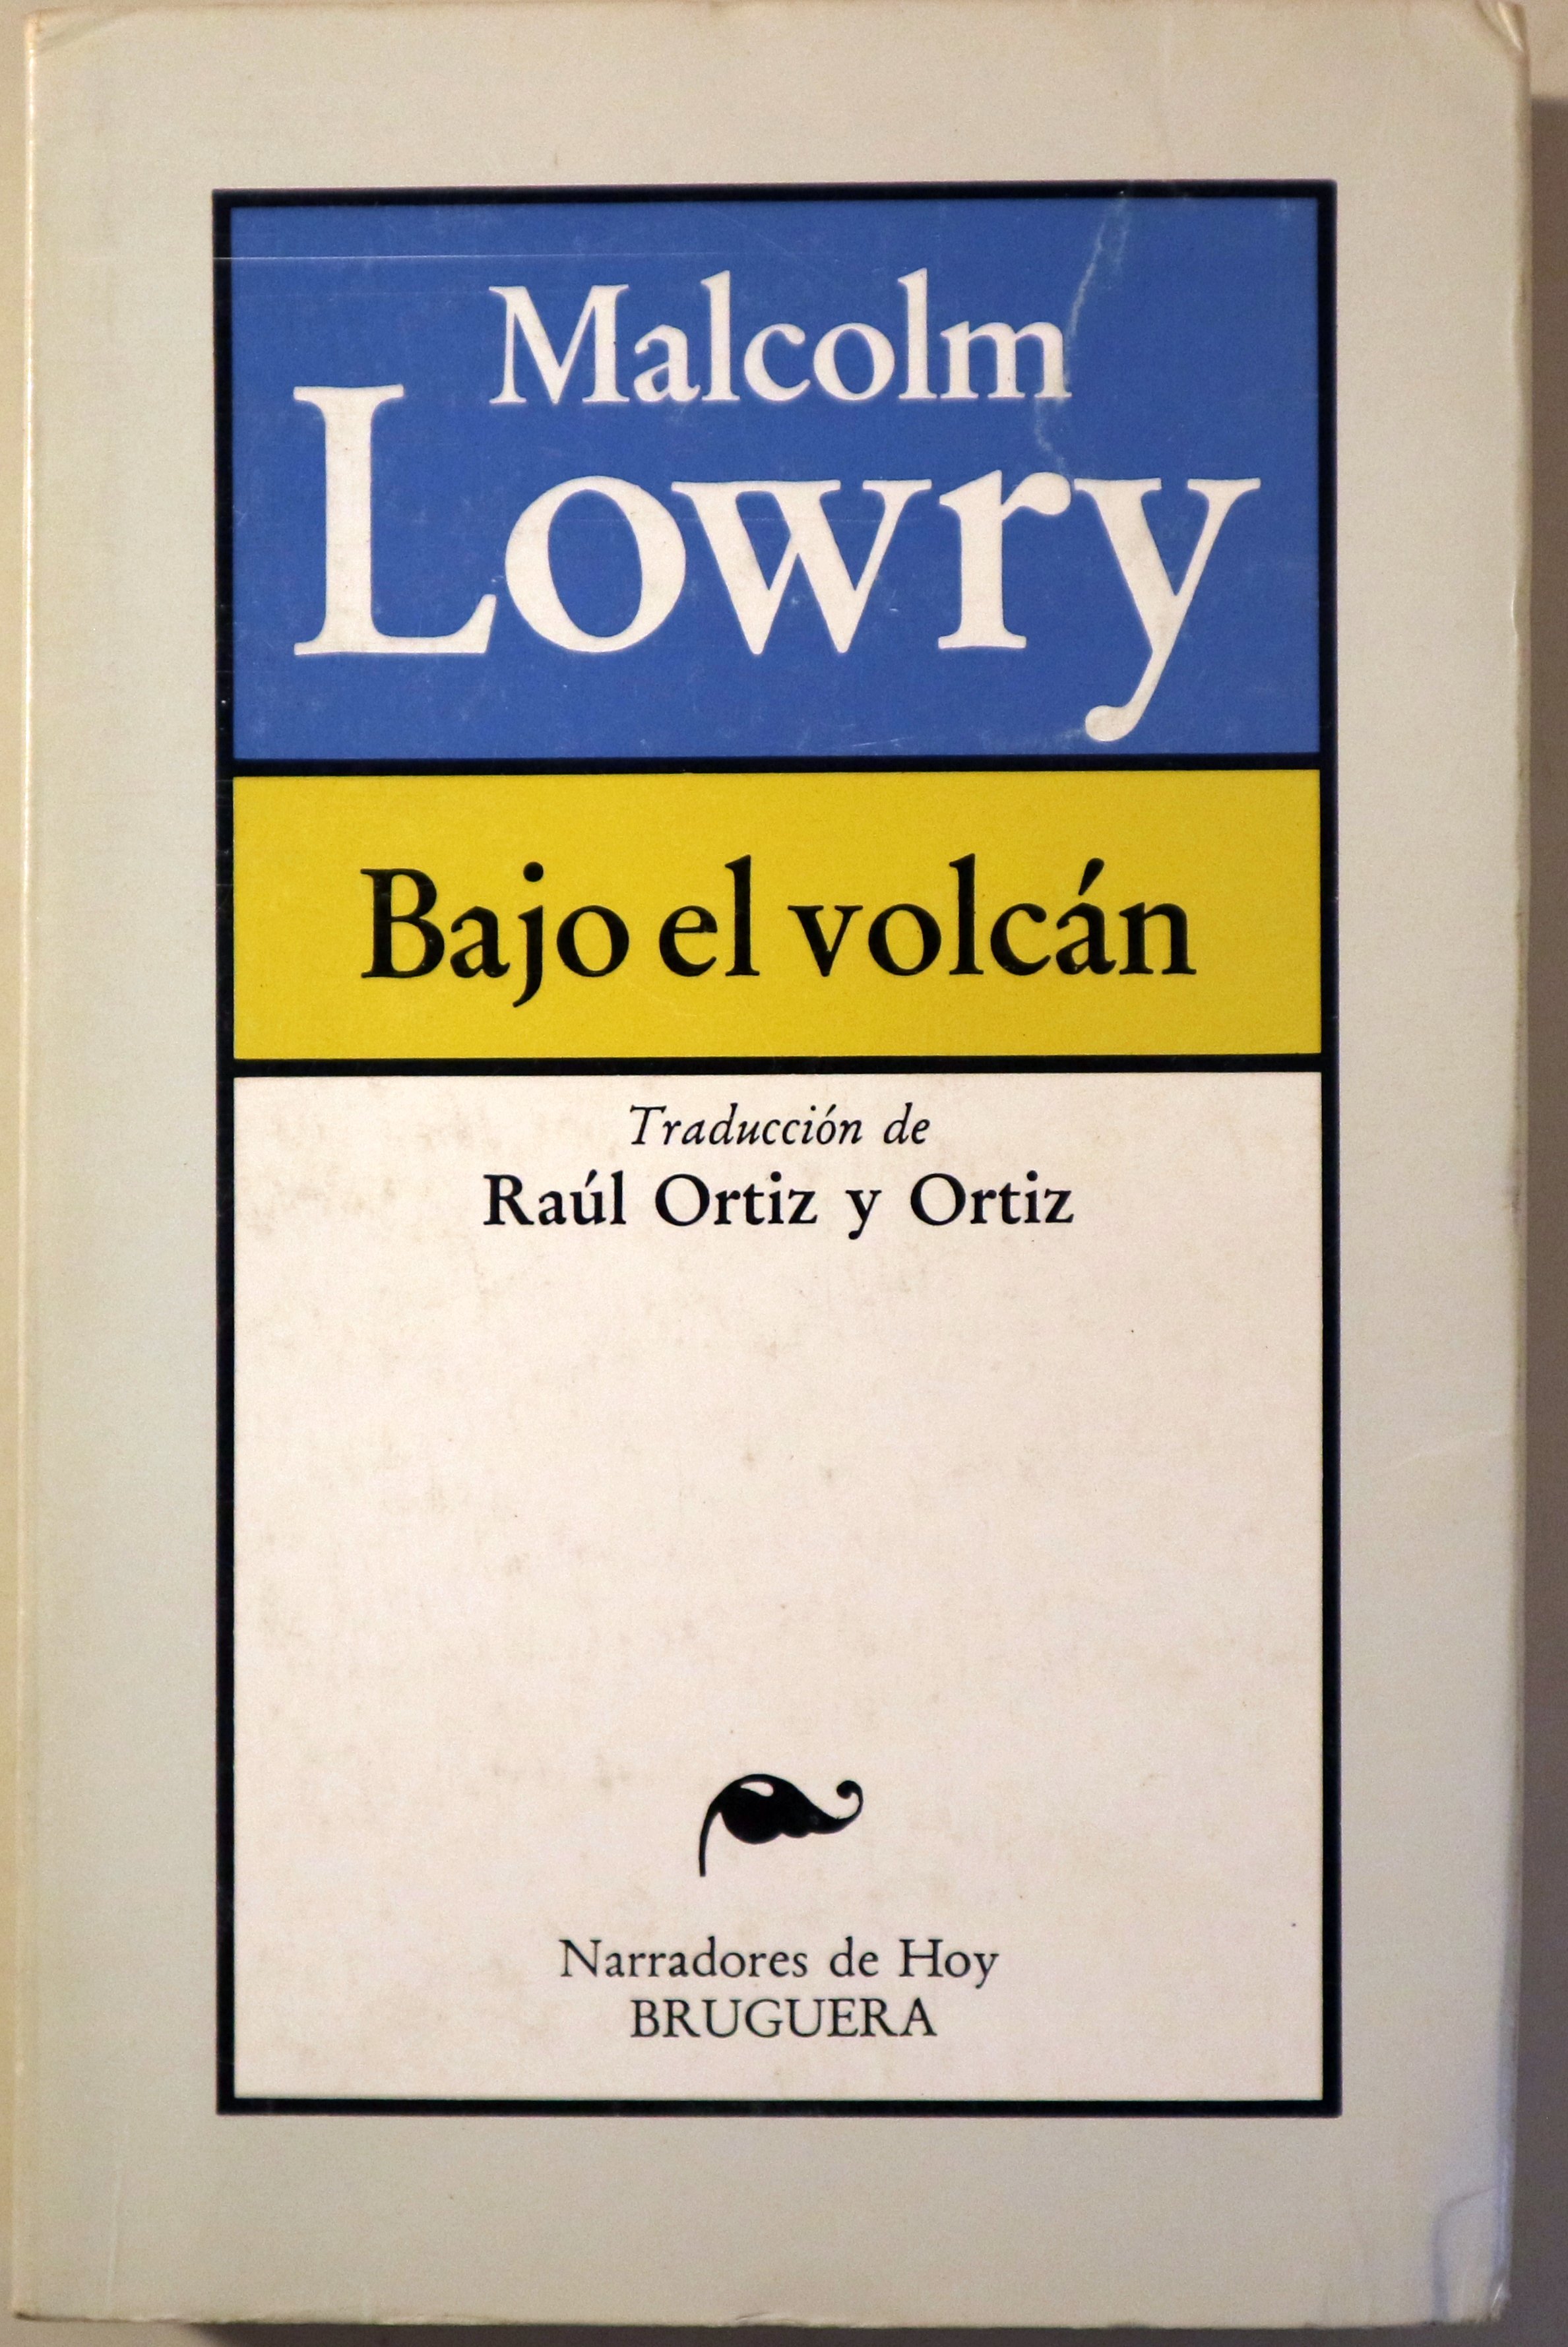 Malcolm
Lowry
Bajo el volcán
Traducción de
Raúl Ortiz y Ortiz
Narradores de Hoy
BRUGUERA